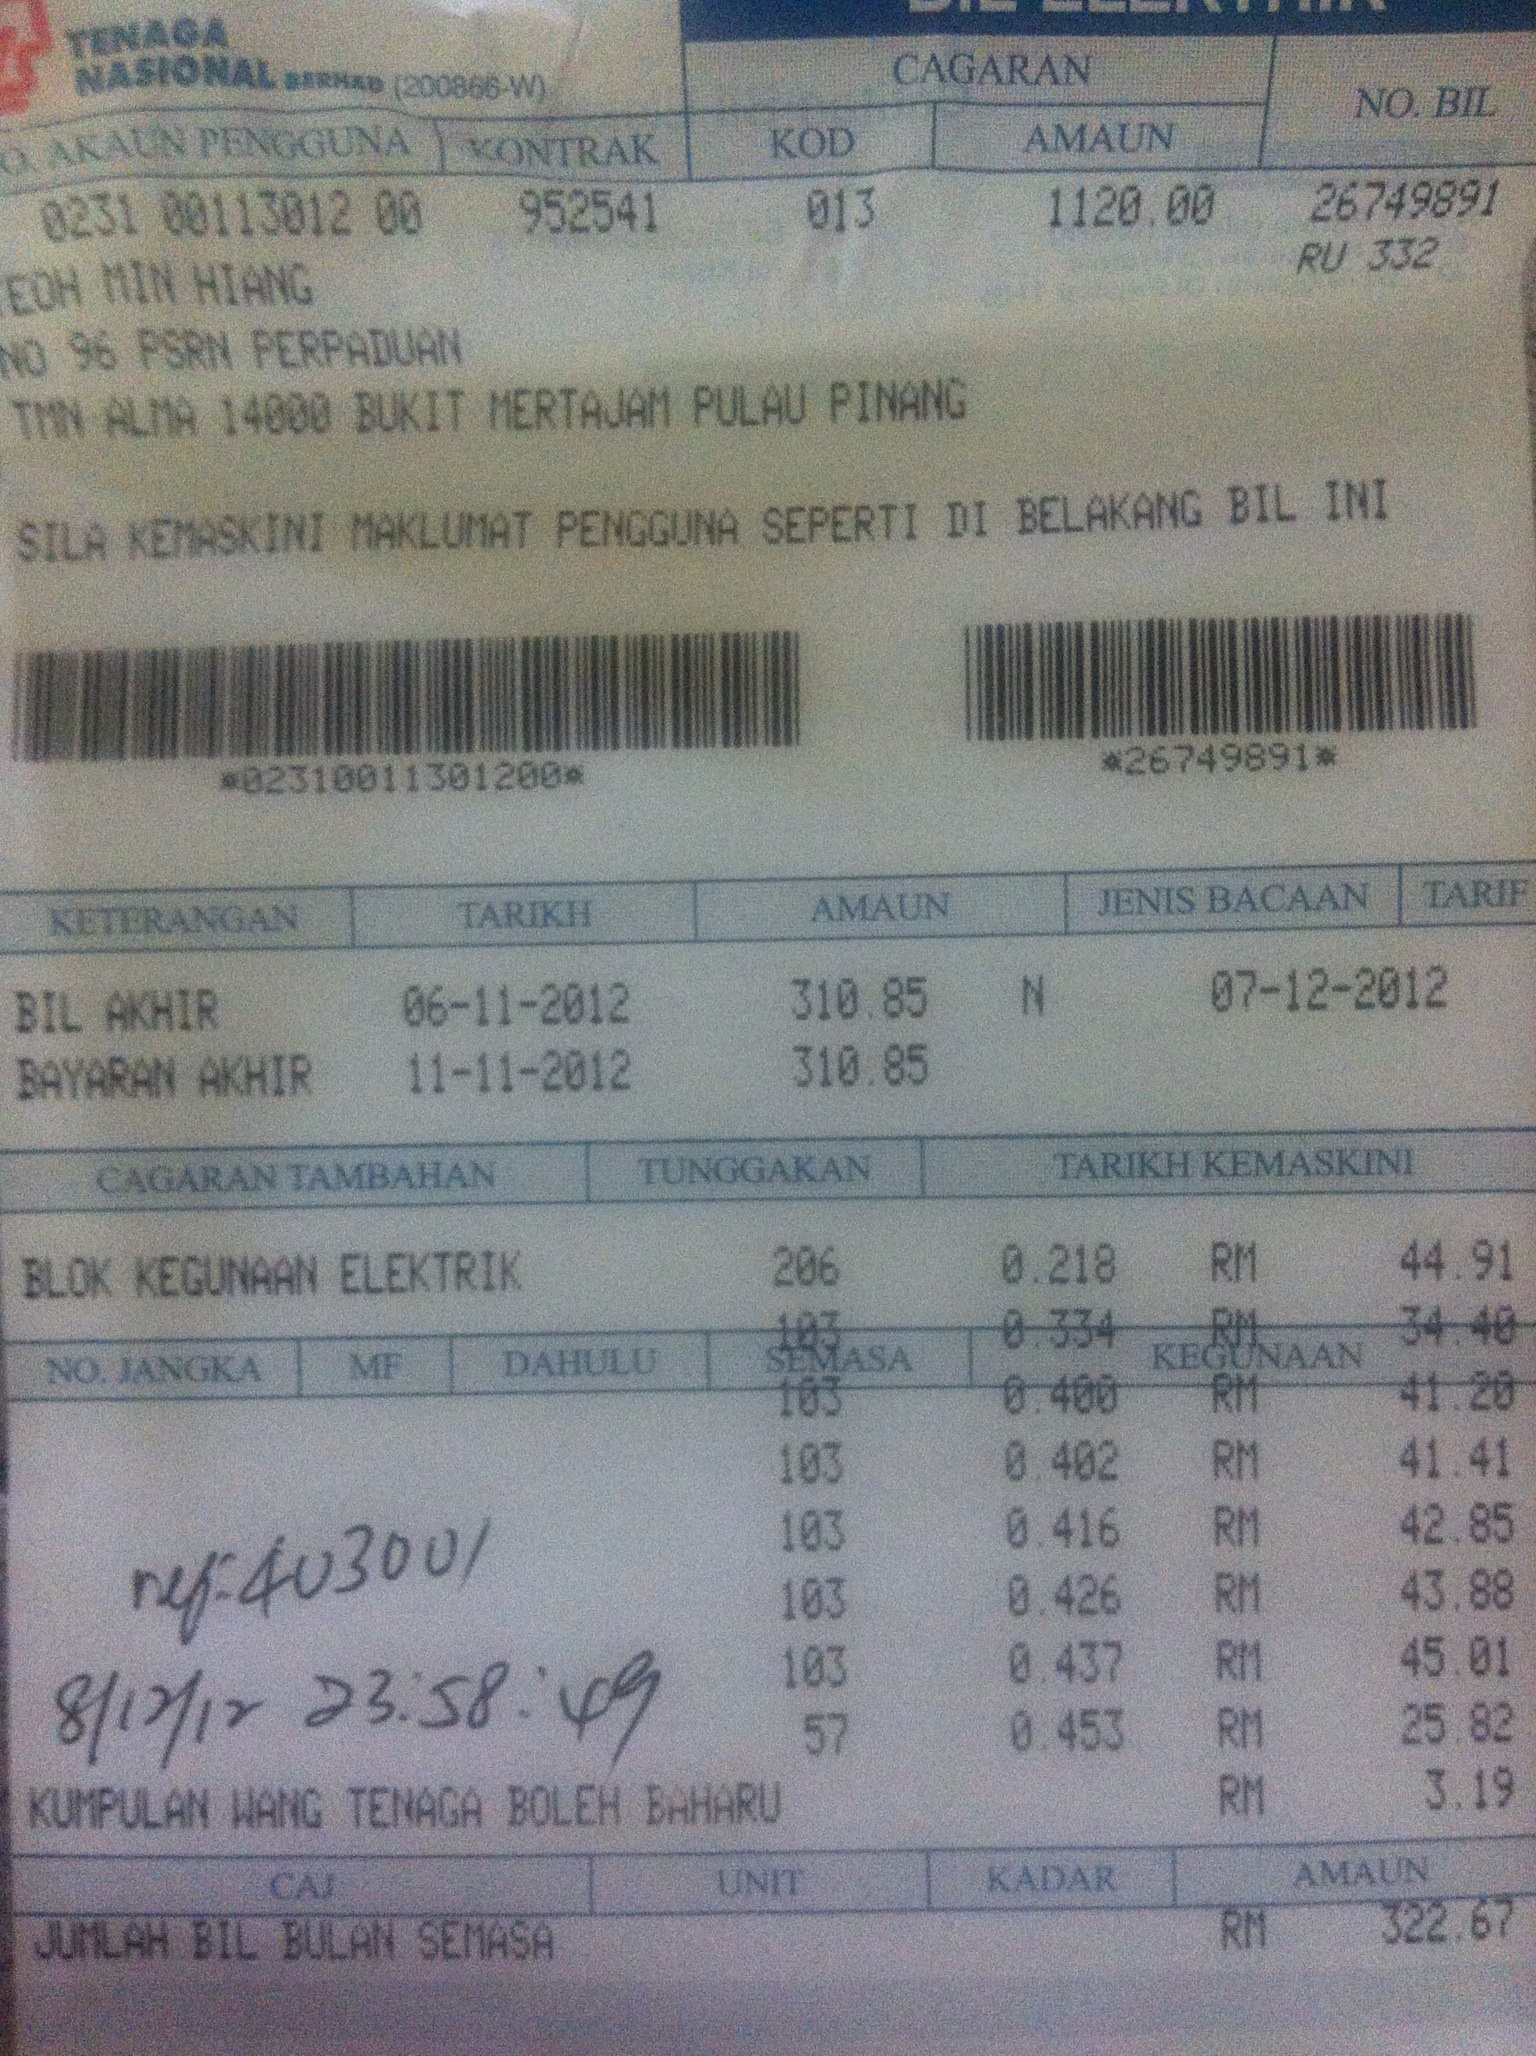 TENAGA
NASIONAL BERHAD (200866-W)
BIL ELEKTRIK
CAGARAN
NO. BIL
O. AKAUN PENGGUNA KONTRAK KOD AMAUN
0231 00113012 00 952541 013 1120.00 26749891
RU 332
EOH MIN HIANG
NO 96 PSRN PERPADUAN
TMN ALMA 14000 BUKIT MERTAJAM PULAU PINANG
SILA KEMASKINI MAKLUMAT PENGGUNA SEPERTI DI BELAKANG BIL INI
*02310011301200* *26749891*
KETERANGAN TARIKH AMAUN JENIS BACAAN TARIF
BIL AKHIR 06-11-2012 310.85 N 07-12-2012
BAYARAN AKHIR 11-11-2012 310.85
CAGARAN TAMBAHAN TUNGGAKAN TARIKH KEMASKINI
BLOK KEGUNAAN ELEKTRIK 206 0.218 RM 44.91
103 0.334 RM 34.40
NO. JANGKA MF DAHULU SEMASA KEGUNAAN
103 0.400 RM 41.20
103 0.402 RM 41.41
103 0.416 RM 42.85
ref:403001
103 0.426 RM 43.88
103 0.437 RM 45.01
8/12/12 23:58:49
57 0.453 RM 25.82
KUMPULAN WANG TENAGA BOLEH BAHARU RM 3.19
CAJ UNIT KADAR AMAUN
JUMLAH BIL BULAN SEMASA RM 322.67